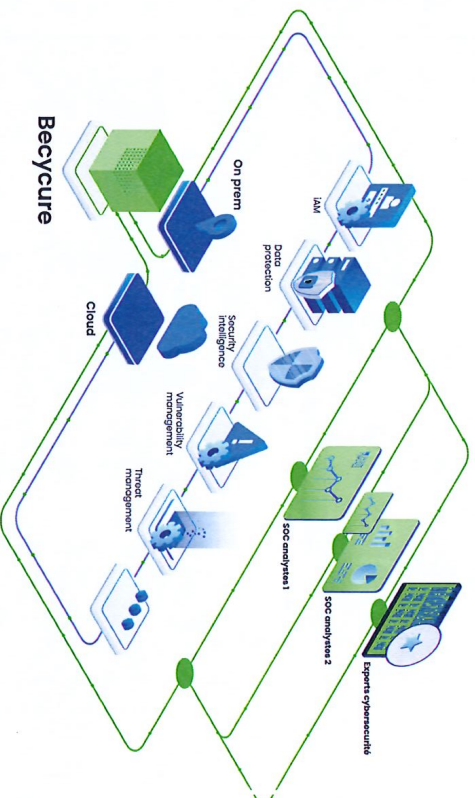 Experts cybersecurité
SOC analystes 2
SOC analystes 1
iAM
Data
protection
Security
intelligence
Vulnerability
management
Threat
management
On prem
Cloud
Becycure